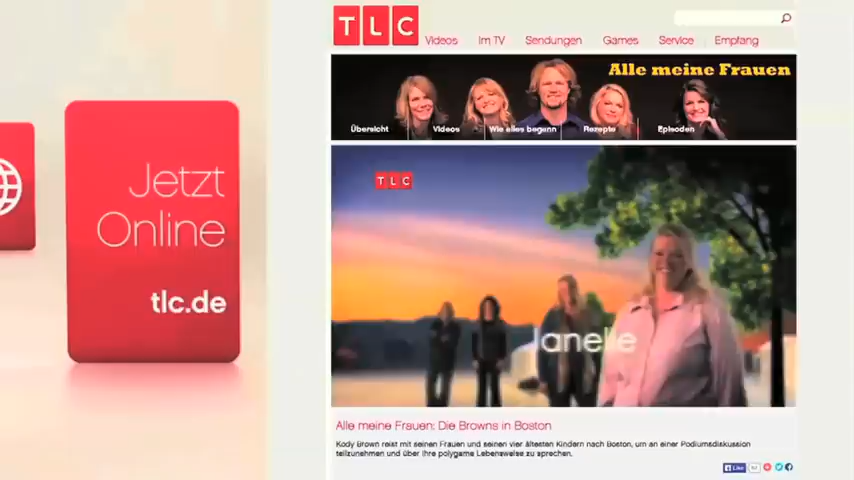 Jetzt
Online
tlc.de
TLC
Videos Im TV Sendungen Games Service Empfang
Alle meine Frauen
Übersicht Videos Wie alles begann Rezepte Episoden
TLC
Janelle
Alle meine Frauen: Die Browns in Boston
Kody Brown reist mit seinen Frauen und seinen vier ältesten Kindern nach Boston, um an einer Podiumsdiskussion
teilzunehmen und über ihre polygame Lebensweise zu sprechen.
Like